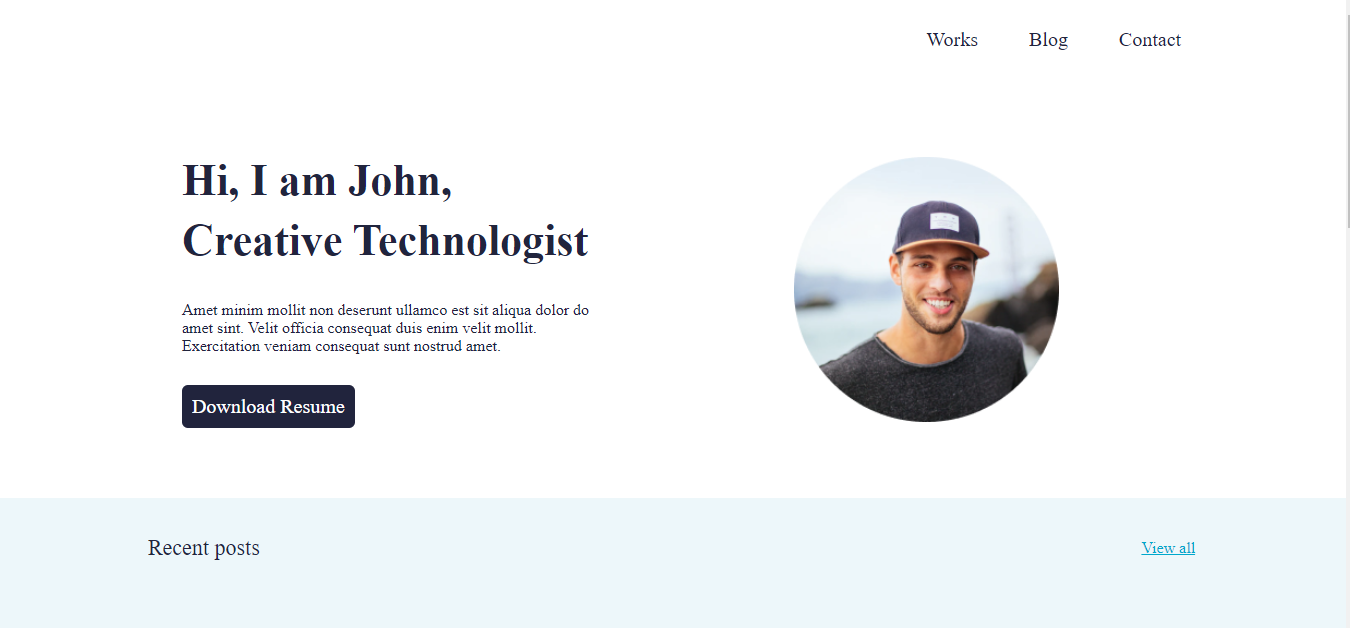 Works
Blog
Contact
Hi, I am John,
Creative Technologist
Amet minim mollit non deserunt ullamco est sit aliqua dolor do
amet sint. Velit officia consequat duis enim velit mollit.
Exercitation veniam consequat sunt nostrud amet.
Download Resume
Recent posts
View all